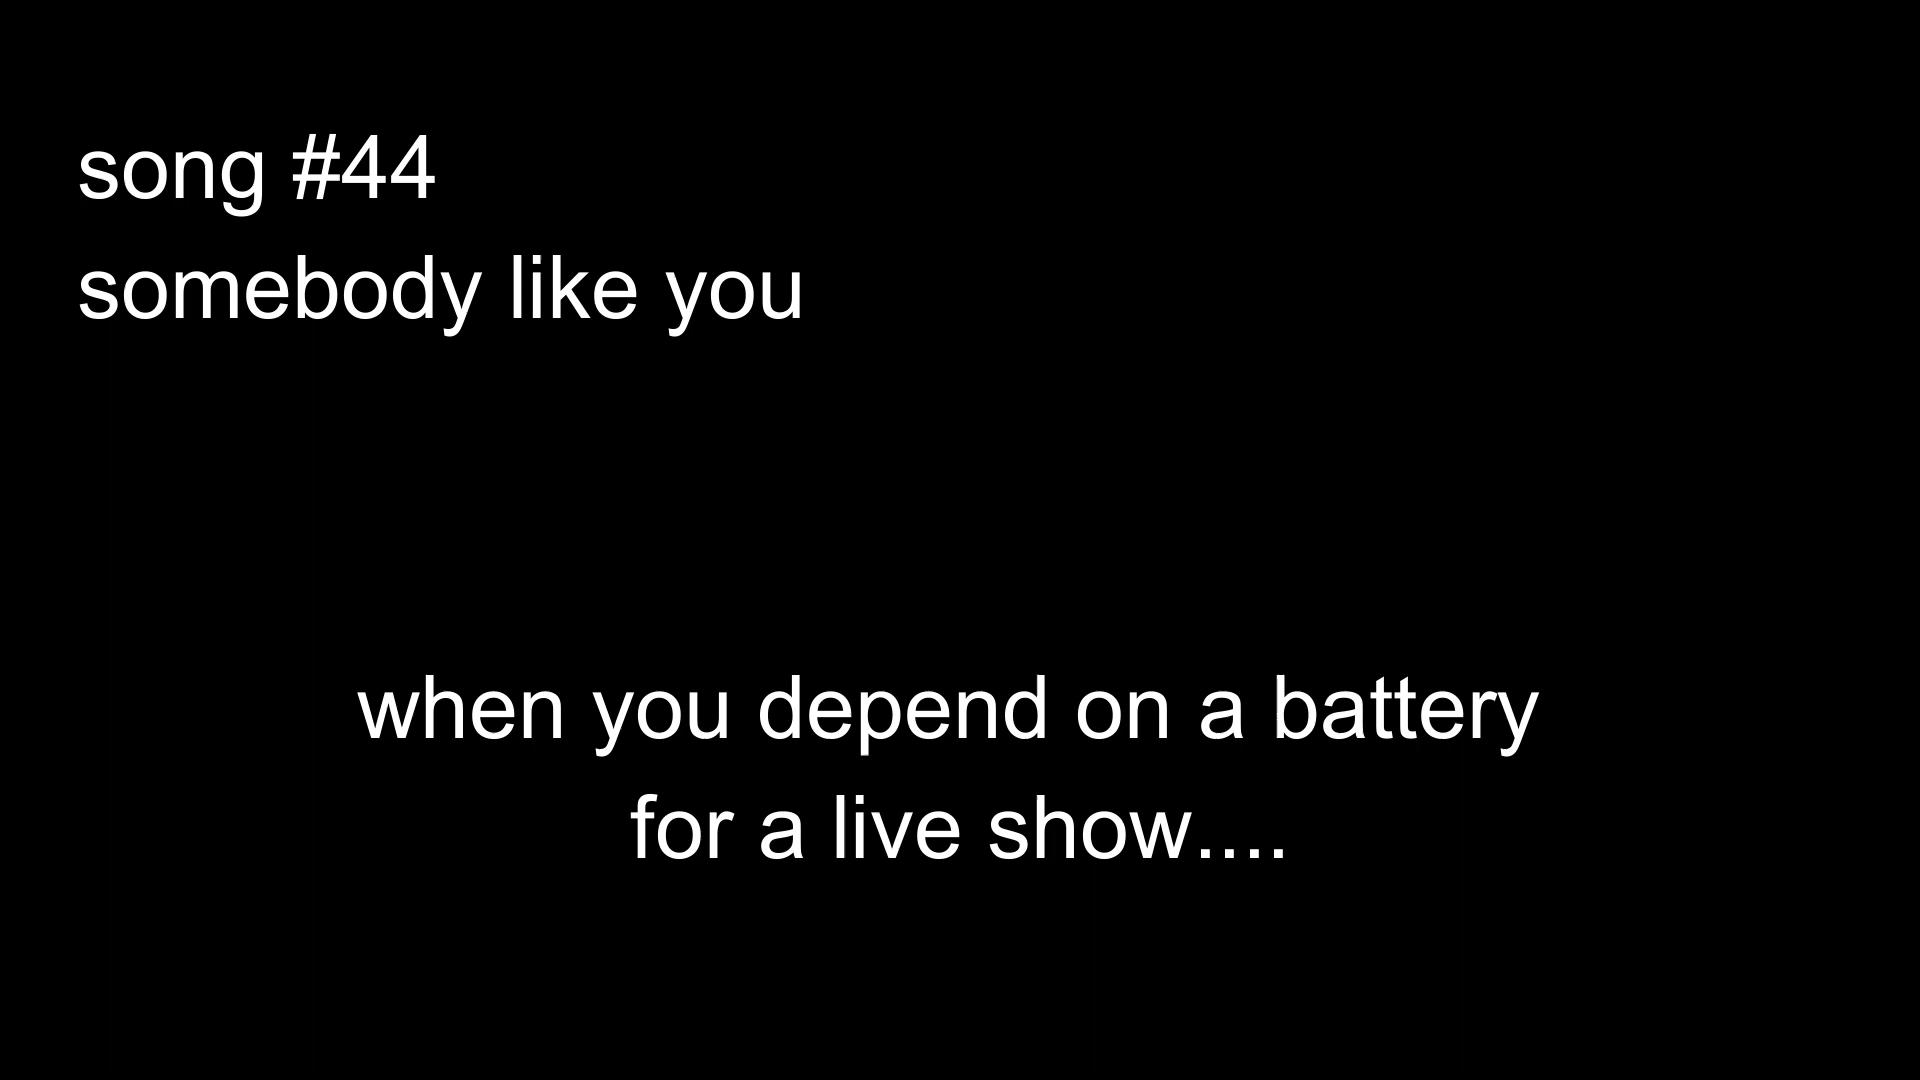 song #44
somebody like you
when you depend on a battery
for a live show....